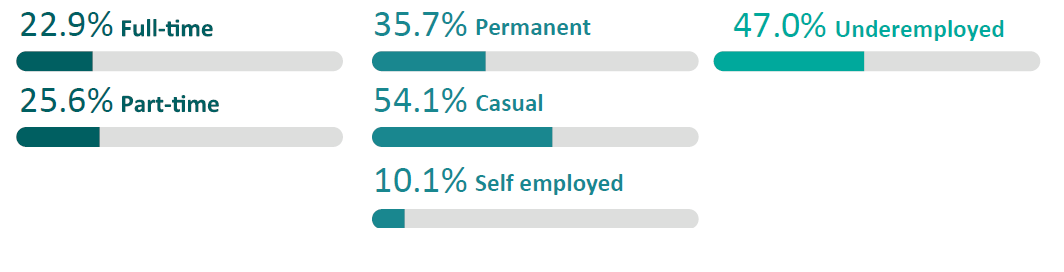 22.9% Full-time
25.6% Part-time
35.7% Permanent
54.1% Casual
10.1% Self employed
47.0% Underemployed